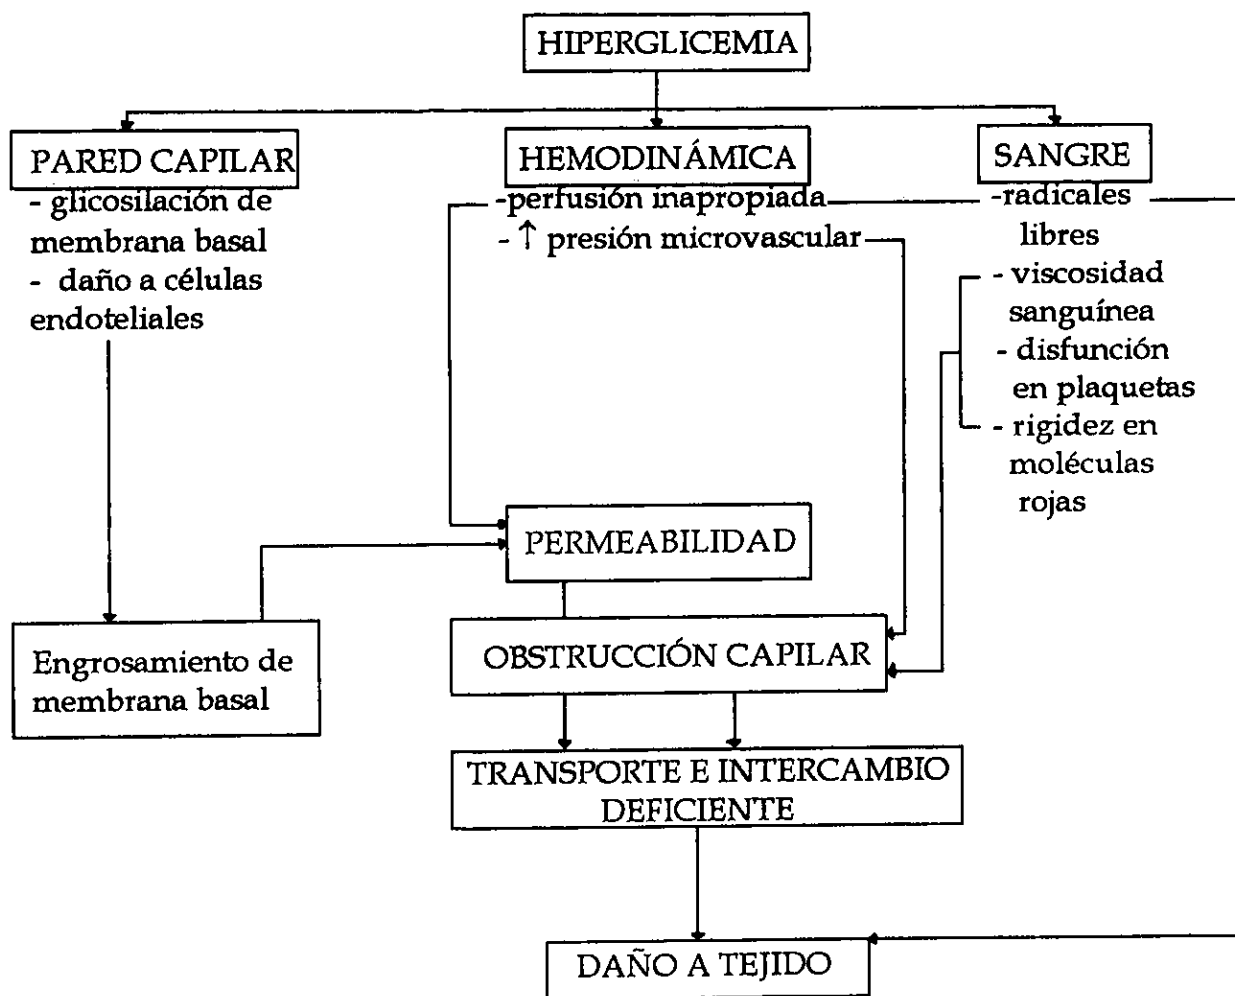 HIPERGLICEMIA
PARED CAPILAR
- glicosilación de
membrana basal
- daño a células
endoteliales
HEMODINÁMICA
-perfusión inapropiada
- ↑ presión microvascular
SANGRE
-radicales
libres
- viscosidad
sanguínea
- disfunción
en plaquetas
- rigidez en
moléculas
rojas
PERMEABILIDAD
Engrosamiento de
membrana basal
OBSTRUCCIÓN CAPILAR
TRANSPORTE E INTERCAMBIO
DEFICIENTE
DAÑO A TEJIDO